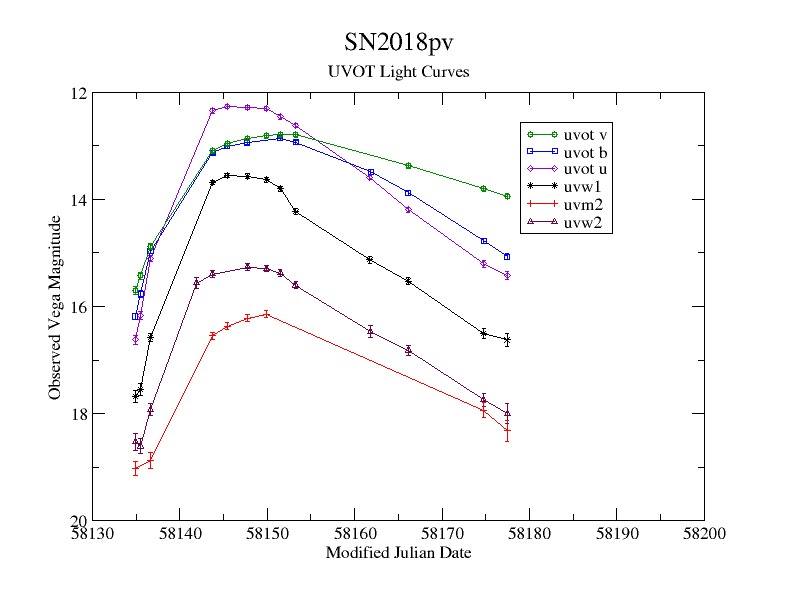 SN2018pv
UVOT Light Curves
12
14
16
18
20
Observed Vega Magnitude
uvot v
uvot b
uvot u
uvw1
uvm2
uvw2
58130 58140 58150 58160 58170 58180 58190 58200
Modified Julian Date